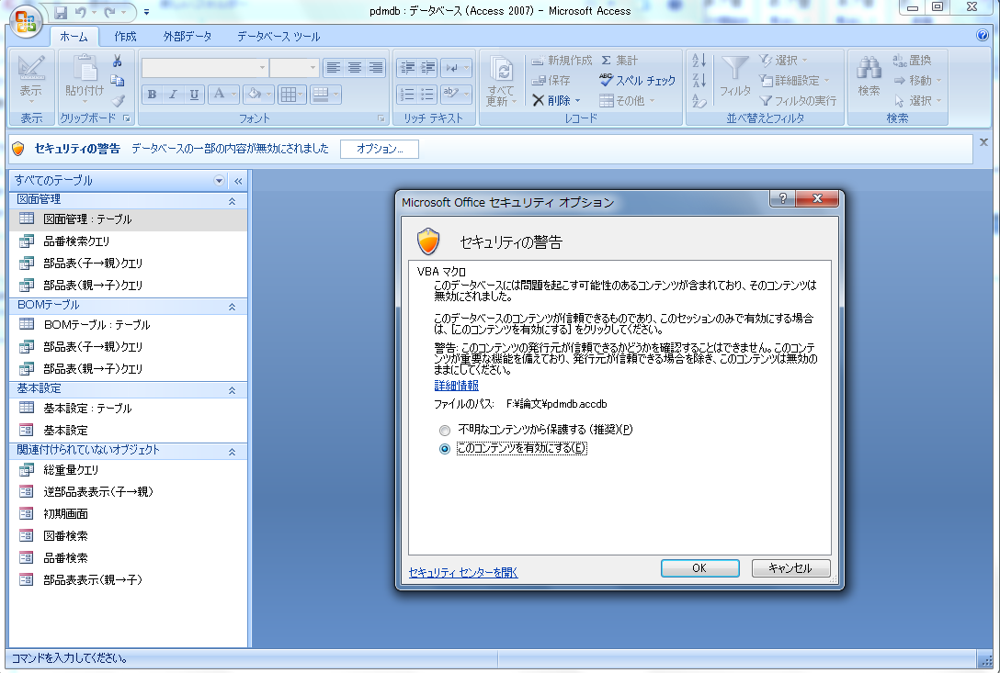 pdmdb : データベース (Access 2007) - Microsoft Access
ホーム 作成 外部データ データベース ツール
表示
貼り付け
すべて
更新
新規作成
保存
削除
集計
スペル チェック
その他
フィルタ
選択
詳細設定
フィルタの実行
検索
置換
移動
選択
表示 クリップボード フォント リッチ テキスト レコード 並べ替えとフィルタ 検索
セキュリティの警告 データベースの一部の内容が無効にされました オプション...
すべてのテーブル
図面管理
図面管理 : テーブル
品番検索クエリ
部品表(子→親)クエリ
部品表(親→子)クエリ
BOMテーブル
BOMテーブル : テーブル
部品表(子→親)クエリ
部品表(親→子)クエリ
基本設定
基本設定 : テーブル
基本設定
関連付けられていないオブジェクト
総重量クエリ
逆部品表表示(子→親)
初期画面
図番検索
品番検索
部品表表示(親→子)
Microsoft Office セキュリティ オプション
セキュリティの警告
VBA マクロ
このデータベースには問題を起こす可能性のあるコンテンツが含まれており、そのコンテンツは
無効にされました。
このデータベースのコンテンツが信頼できるものであり、このセッションのみで有効にする場合
は、[このコンテンツを有効にする] をクリックしてください。
警告: このコンテンツの発行元が信頼できるかどうかを確認することはできません。このコンテ
ンツが重要な機能を備えており、発行元が信頼できる場合を除き、このコンテンツは無効の
ままにしてください。
詳細情報
ファイルのパス: F:¥論文¥pdmdb.accdb
不明なコンテンツから保護する (推奨)(P)
このコンテンツを有効にする(E)
セキュリティ センターを開く
OK キャンセル
コマンドを入力してください。